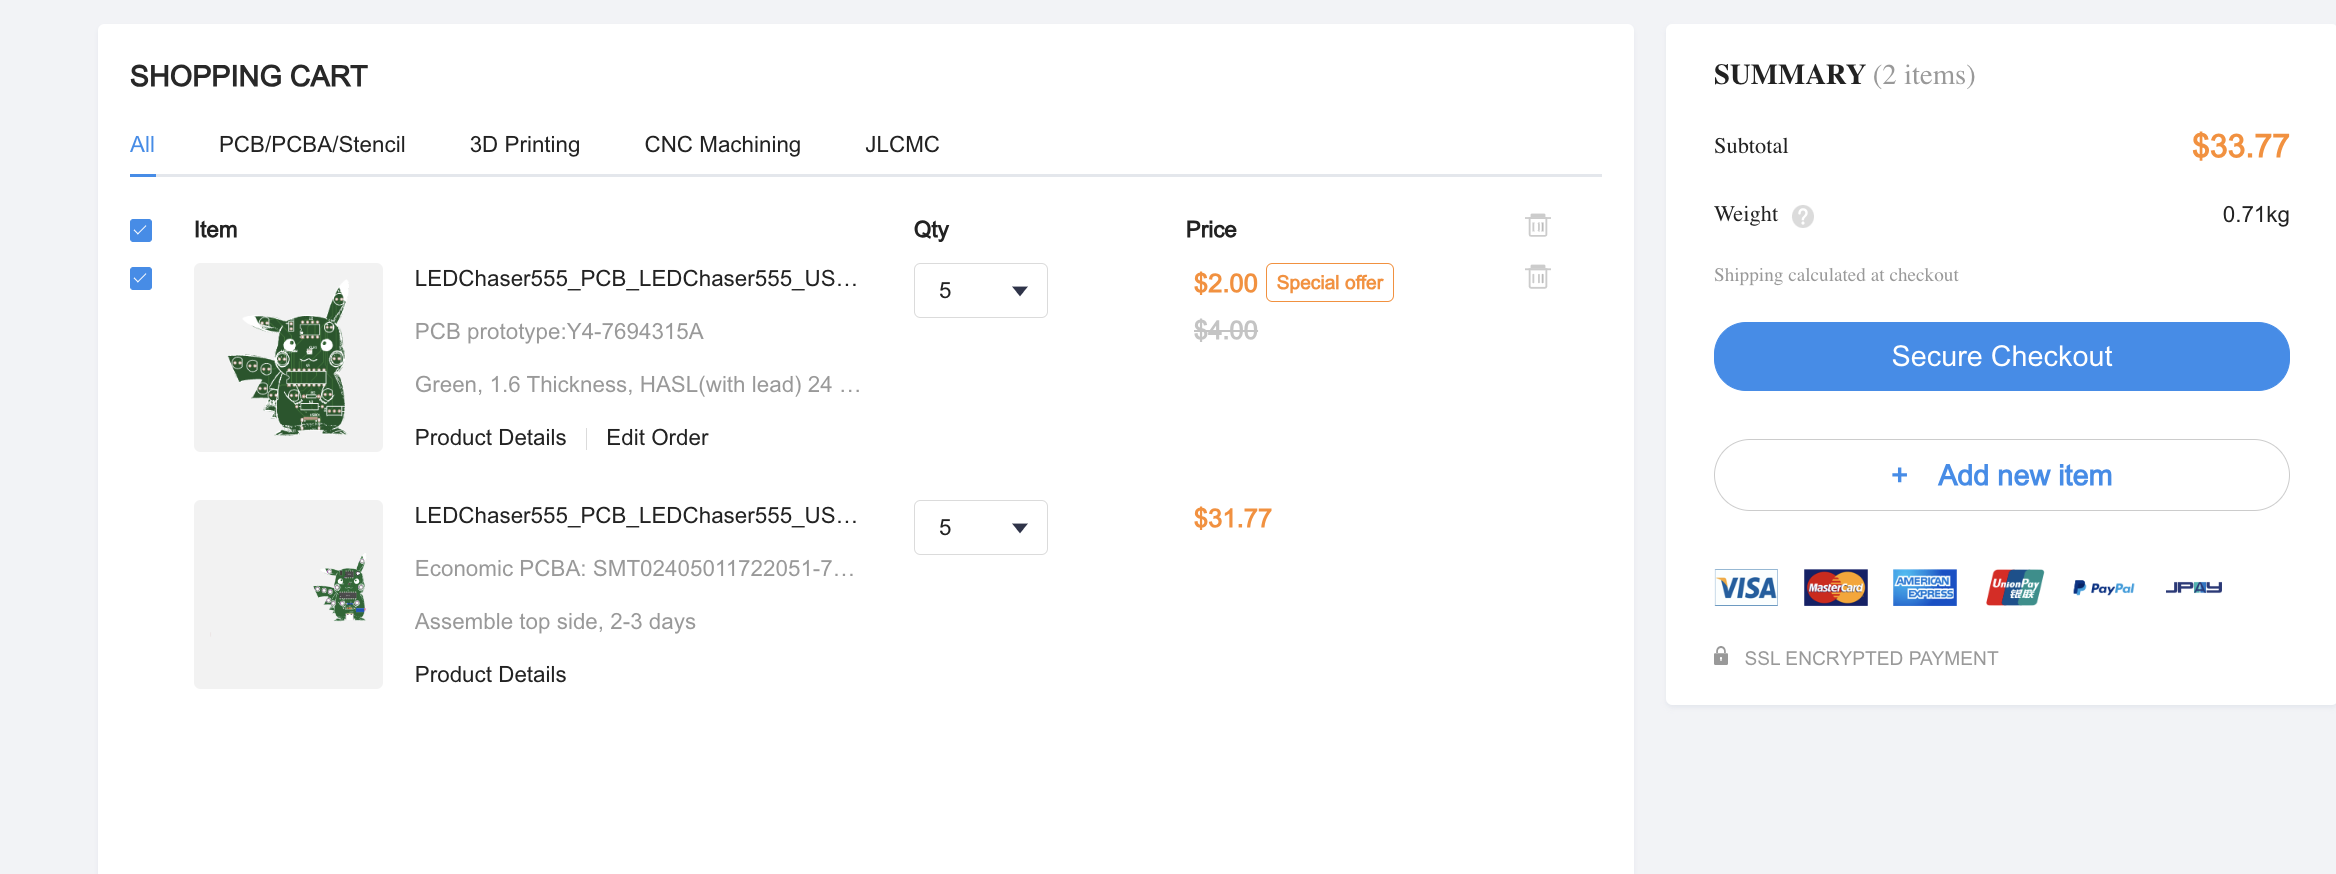 SHOPPING CART
All PCB/PCBA/Stencil 3D Printing CNC Machining JLCMC
Item Qty Price
LEDChaser555_PCB_LEDChaser555_US... 5 $2.00 Special offer
PCB prototype:Y4-7694315A $4.00
Green, 1.6 Thickness, HASL(with lead) 24 ...
Product Details Edit Order
LEDChaser555_PCB_LEDChaser555_US... 5 $31.77
Economic PCBA: SMT02405011722051-7...
Assemble top side, 2-3 days
Product Details
SUMMARY (2 items)
Subtotal $33.77
Weight ? 0.71kg
Shipping calculated at checkout
Secure Checkout
+ Add new item
VISA MasterCard AMERICAN EXPRESS UnionPay 银联 PayPal JPAY
SSL ENCRYPTED PAYMENT